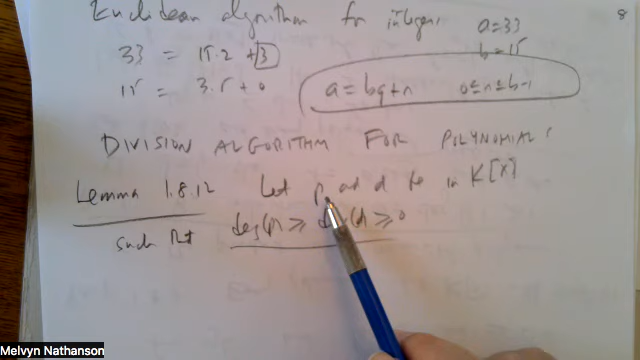 Euclidean algorithm for integers
a=33
8
33 = 15.2 + 3
b=15
15 = 3.5 + 0
a = bq+r 0≤r≤b-1
DIVISION ALGORITHM FOR POLYNOMIALS
Lemma 1.8.12 Let p and d be in K[x]
such that deg(p) ≥ deg(d) ≥ 0
Melvyn Nathanson